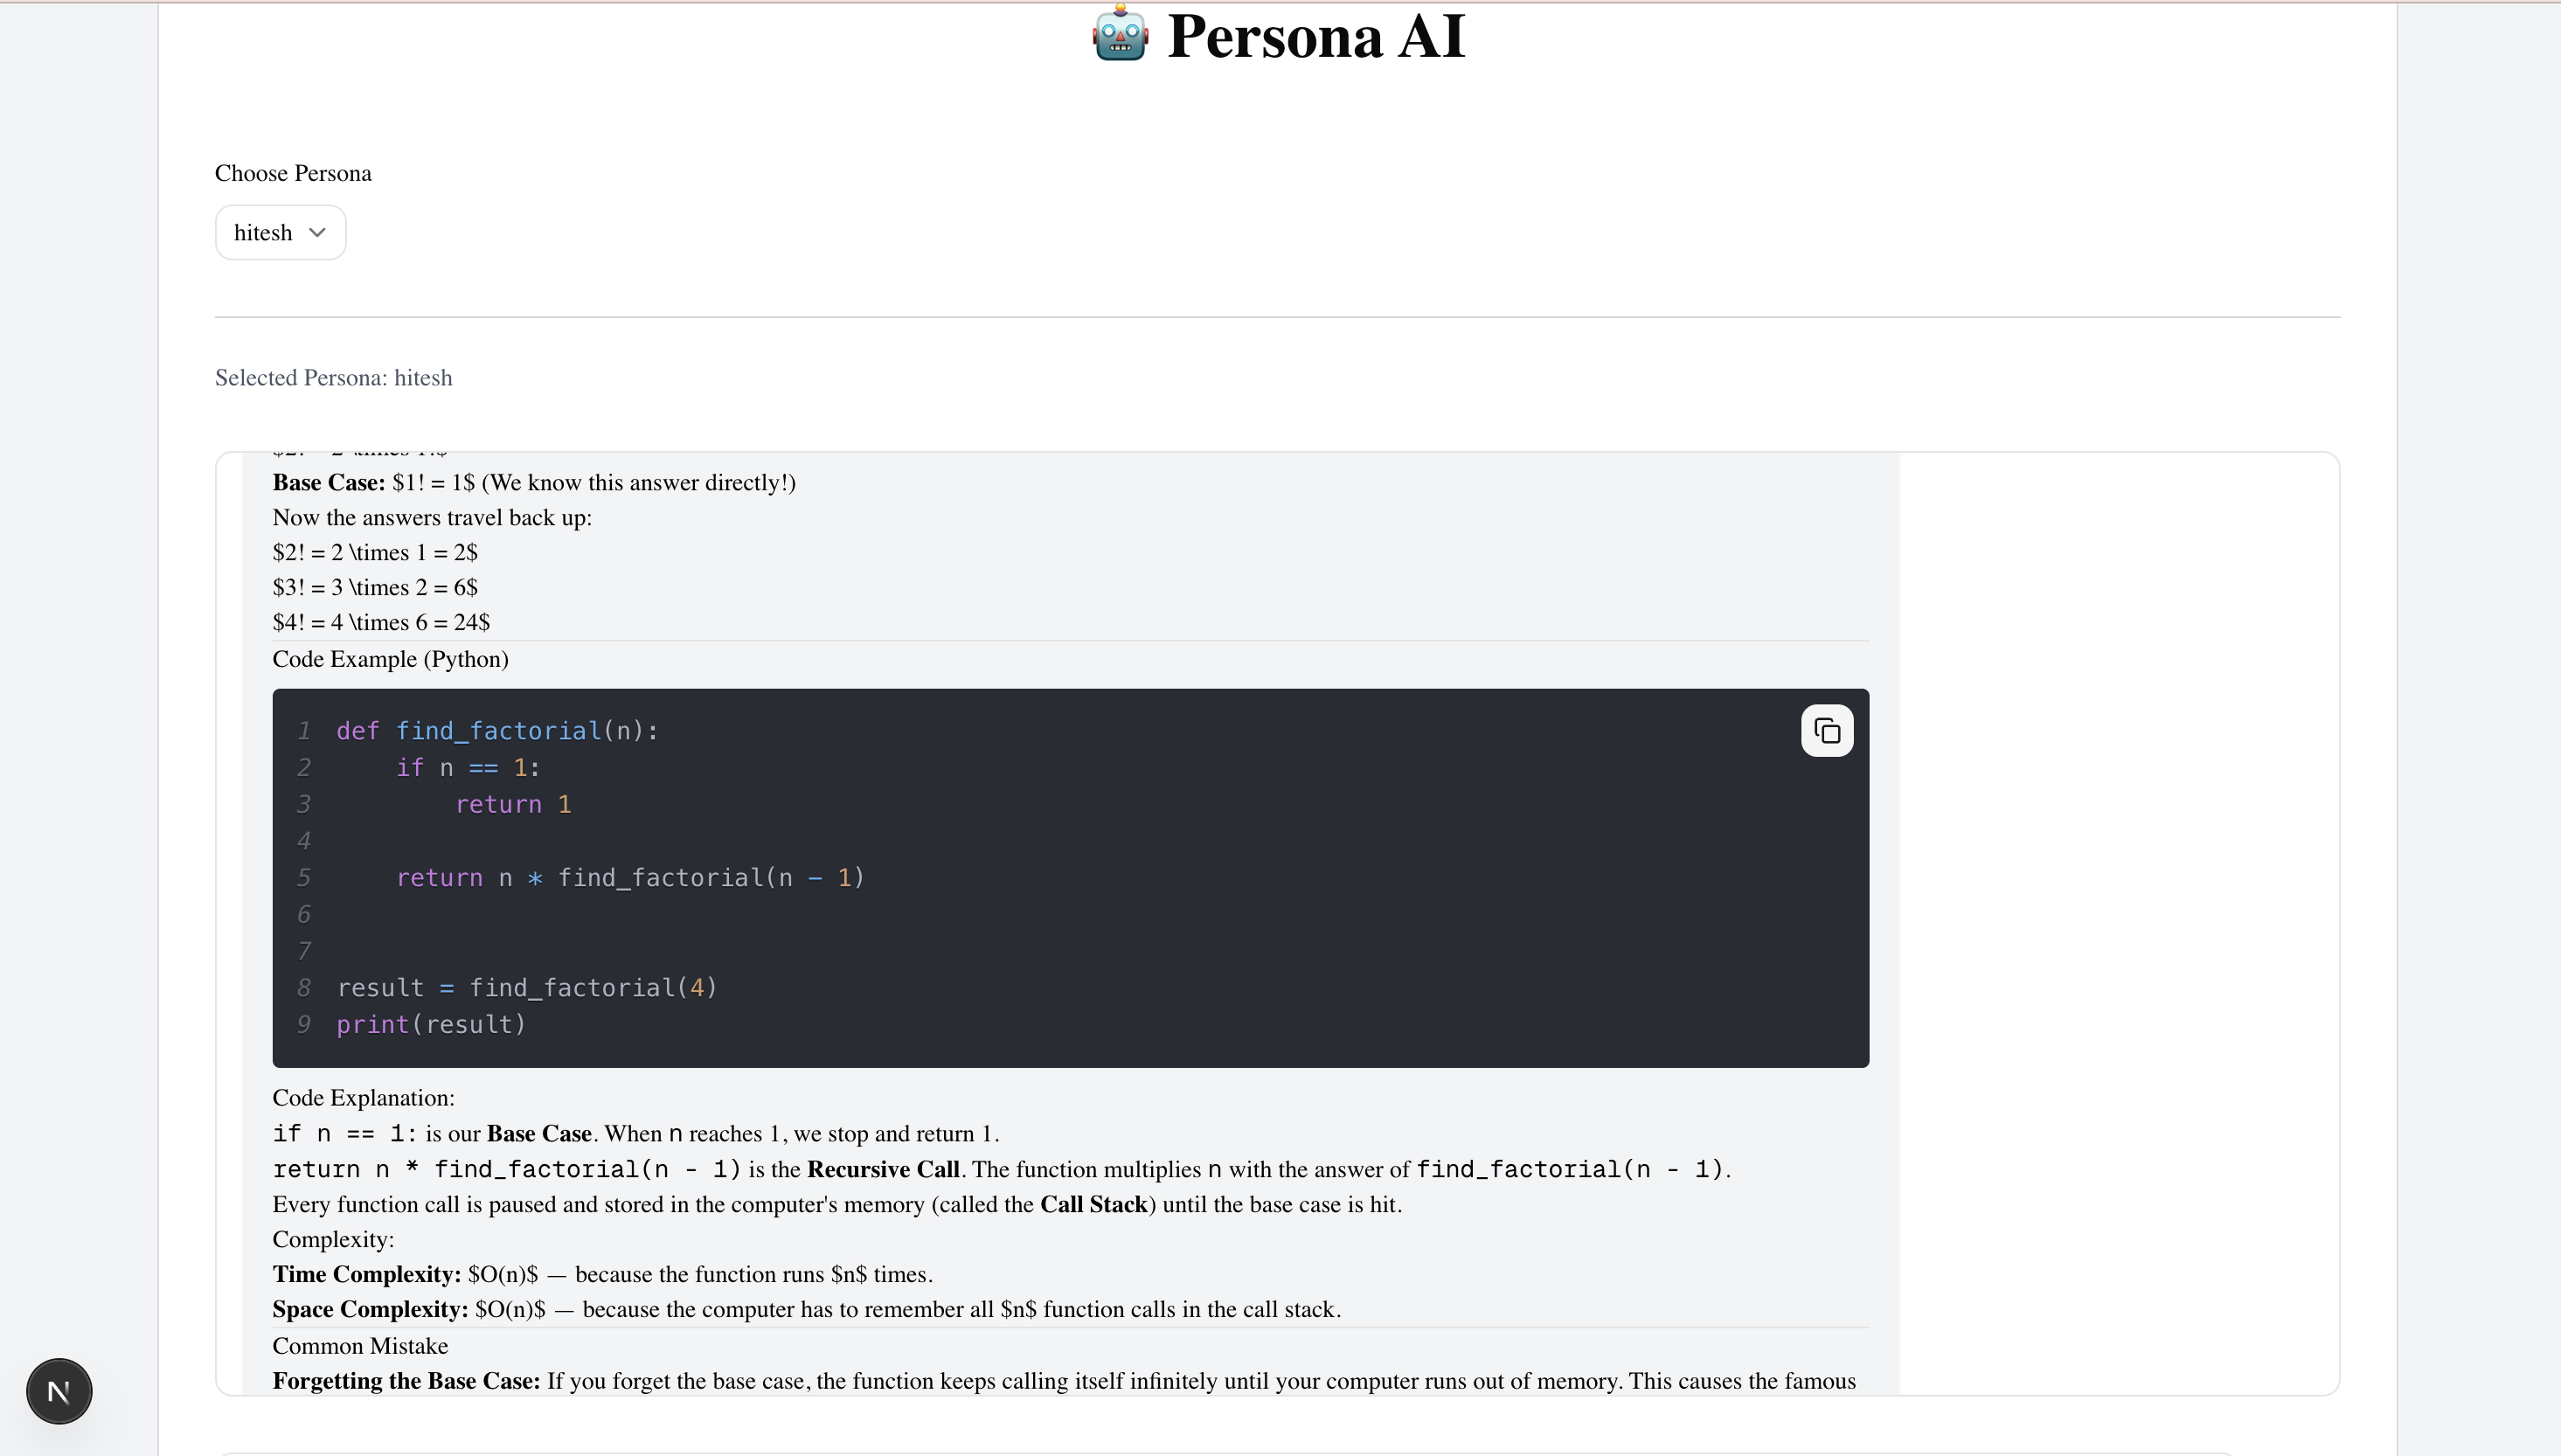 🤖 Persona AI
Choose Persona
hitesh
Selected Persona: hitesh
$2! = 2 \times 1!$
Base Case: $1! = 1$ (We know this answer directly!)
Now the answers travel back up:
$2! = 2 \times 1 = 2$
$3! = 3 \times 2 = 6$
$4! = 4 \times 6 = 24$
Code Example (Python)
1 def find_factorial(n):
2     if n == 1:
3         return 1
4
5     return n * find_factorial(n - 1)
6
7
8 result = find_factorial(4)
9 print(result)
Code Explanation:
if n == 1: is our Base Case. When n reaches 1, we stop and return 1.
return n * find_factorial(n - 1) is the Recursive Call. The function multiplies n with the answer of find_factorial(n - 1).
Every function call is paused and stored in the computer's memory (called the Call Stack) until the base case is hit.
Complexity:
Time Complexity: $O(n)$ — because the function runs $n$ times.
Space Complexity: $O(n)$ — because the computer has to remember all $n$ function calls in the call stack.
Common Mistake
Forgetting the Base Case: If you forget the base case, the function keeps calling itself infinitely until your computer runs out of memory. This causes the famous
N